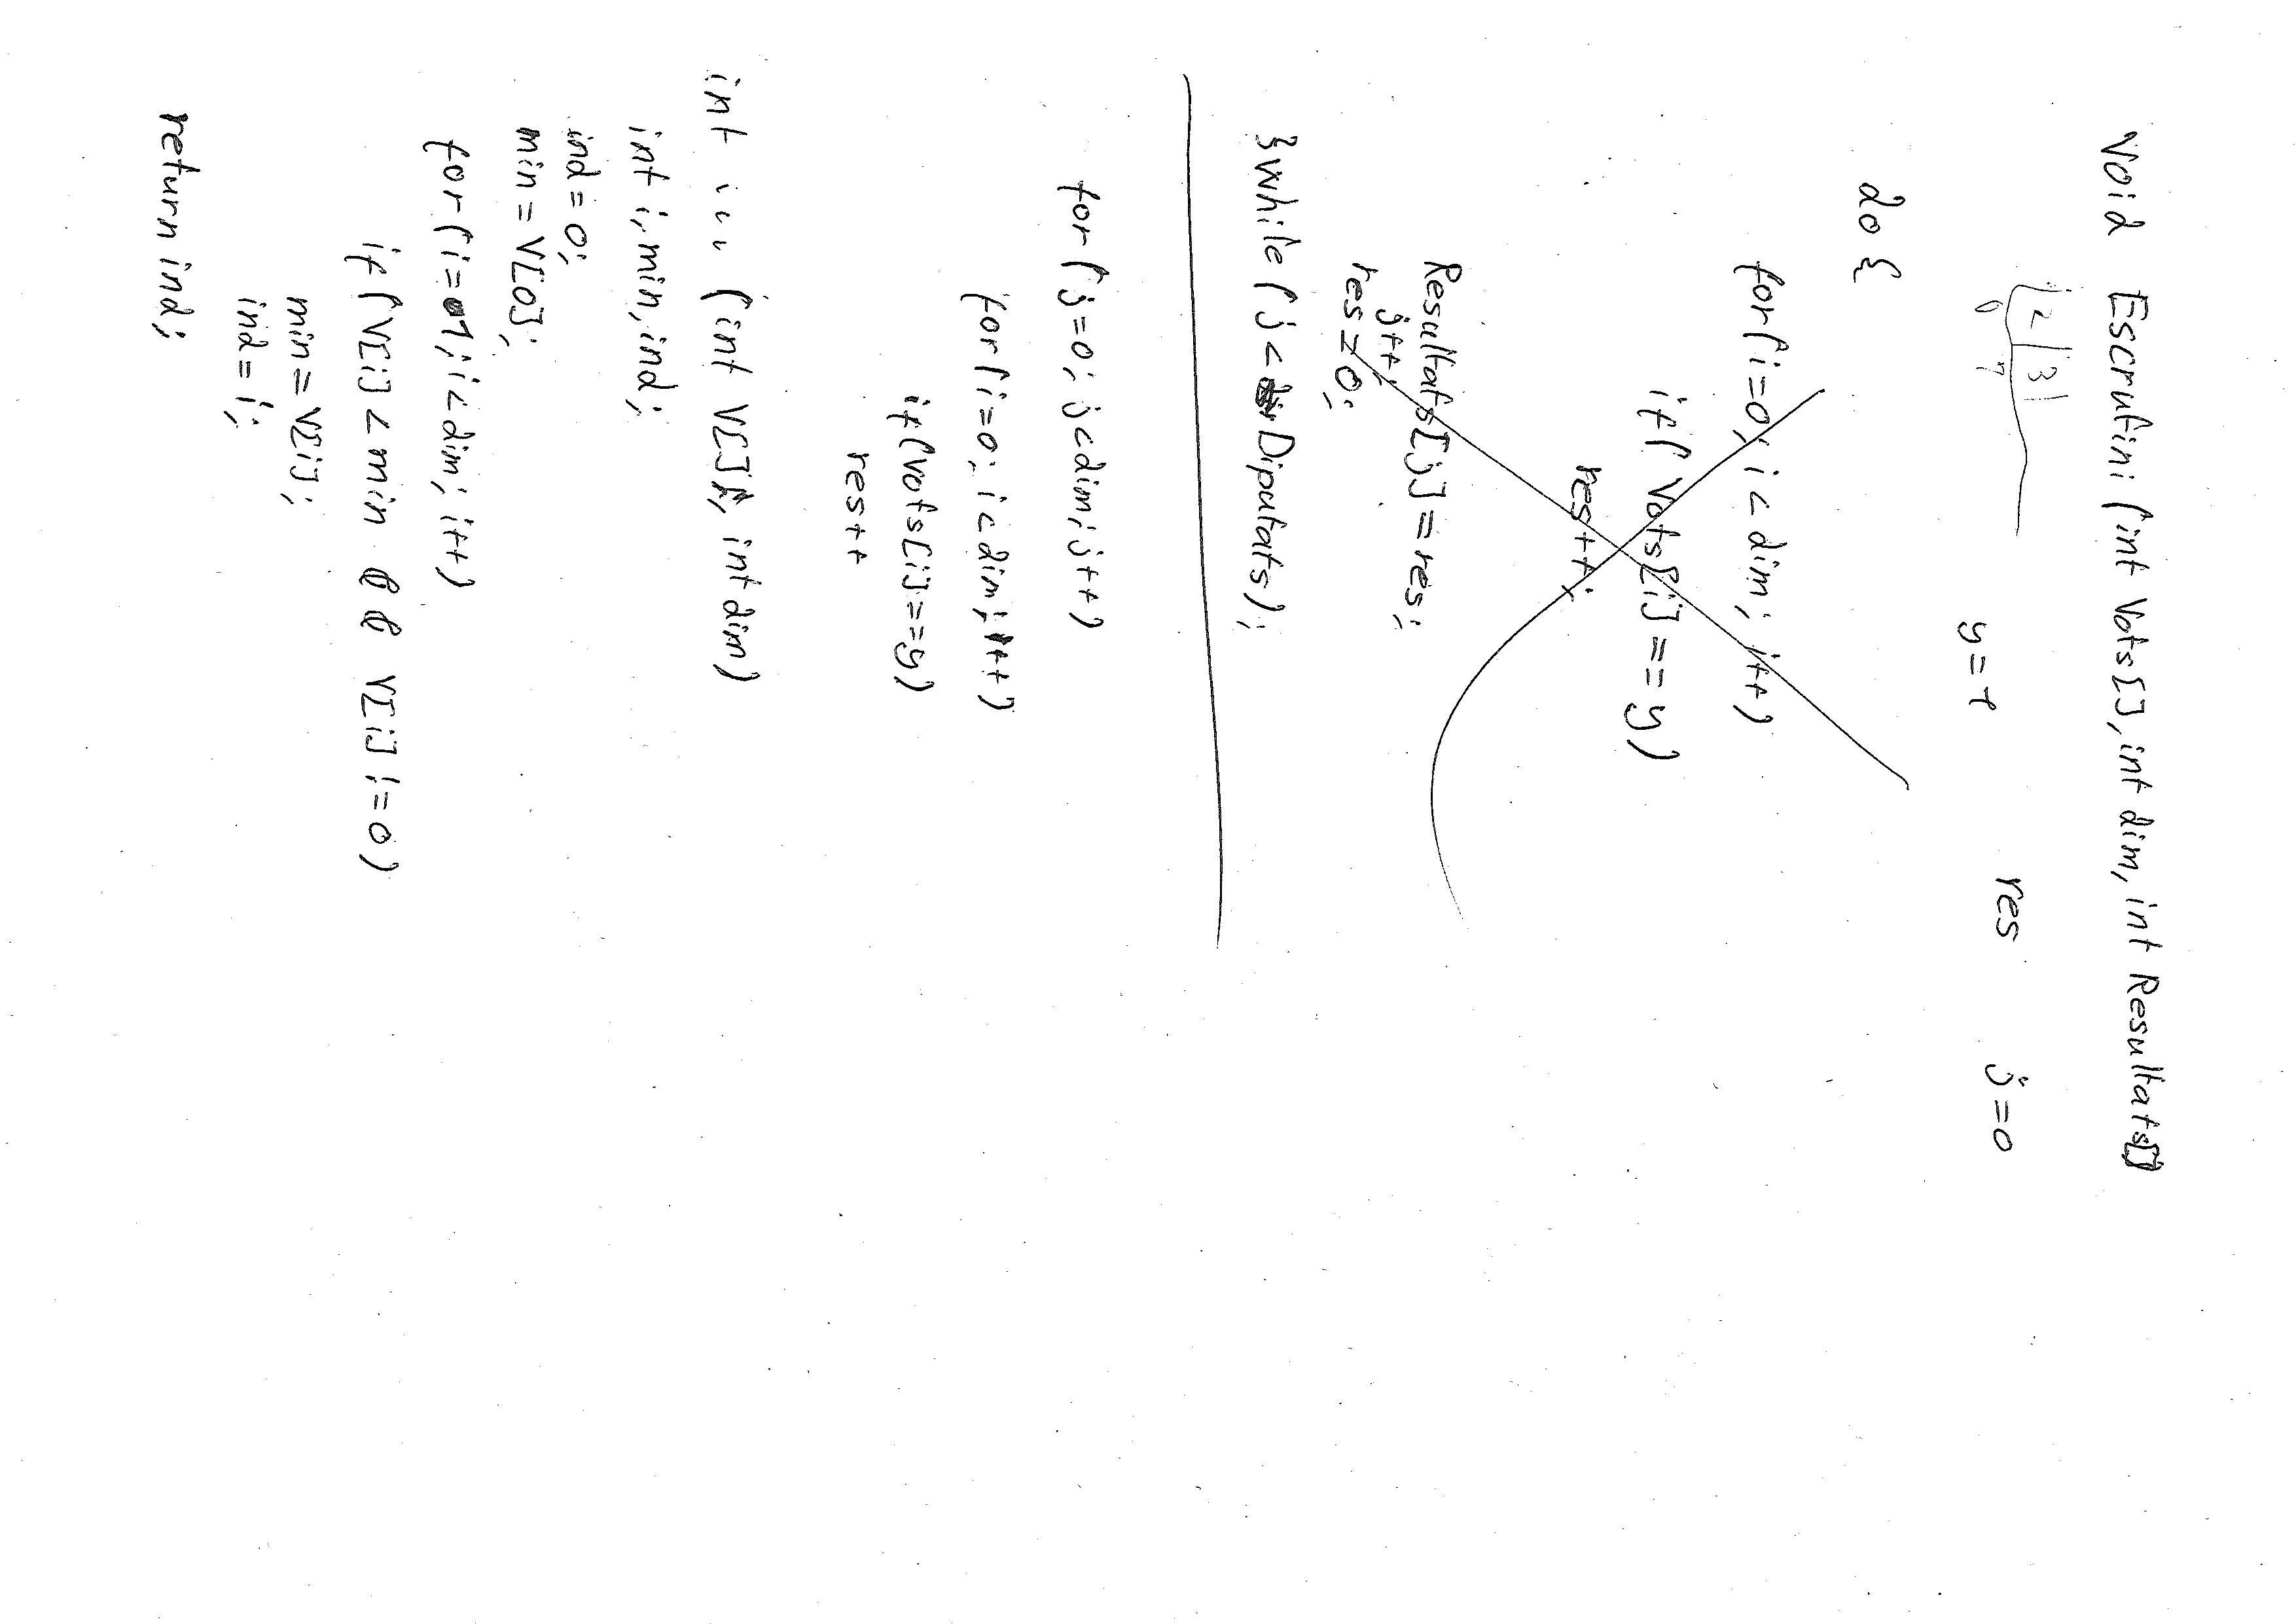 Void Escrutini (int Vots[], int dim, int Resultats[])
2 | 3 |
0 1
y = 1 res j = 0
do {
for (i = 0; i < dim; i++)
if (Vots[i] == y)
res++;
Resultats[j] = res;
j++;
res = 0;
} while (j < Diputats);
for (j = 0; j < dim; j++)
for (i = 0; i < dim; i++)
if (Vots[i] == y)
res++
int ... (int V[], int dim)
int i, min, ind;
ind = 0;
min = V[0];
for (i = 1; i < dim; i++)
if (V[i] < min && V[i] != 0)
min = V[i];
ind = i;
return ind;